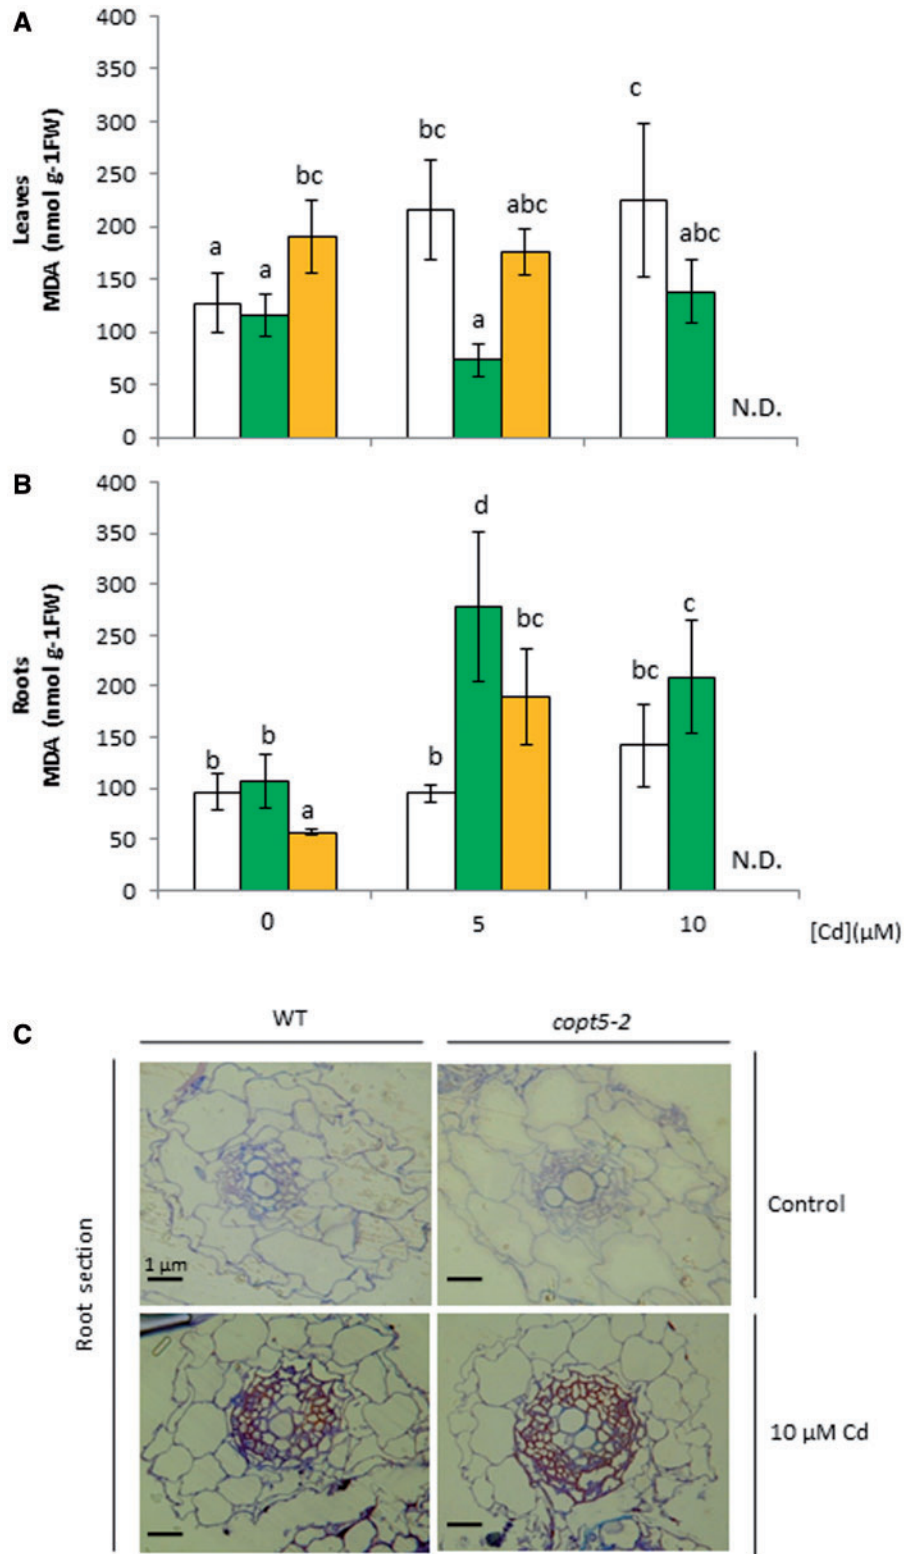 A
Leaves
MDA (nmol g-1FW)
400
350
300
250
200
150
100
50
0
a
a
bc
bc
a
abc
c
abc
N.D.
B
Roots
MDA (nmol g-1FW)
400
350
300
250
200
150
100
50
0
b
b
a
b
d
bc
bc
c
N.D.
0
5
10
[Cd](µM)
C
WT
copt5-2
Root section
1 µm
Control
10 µM Cd